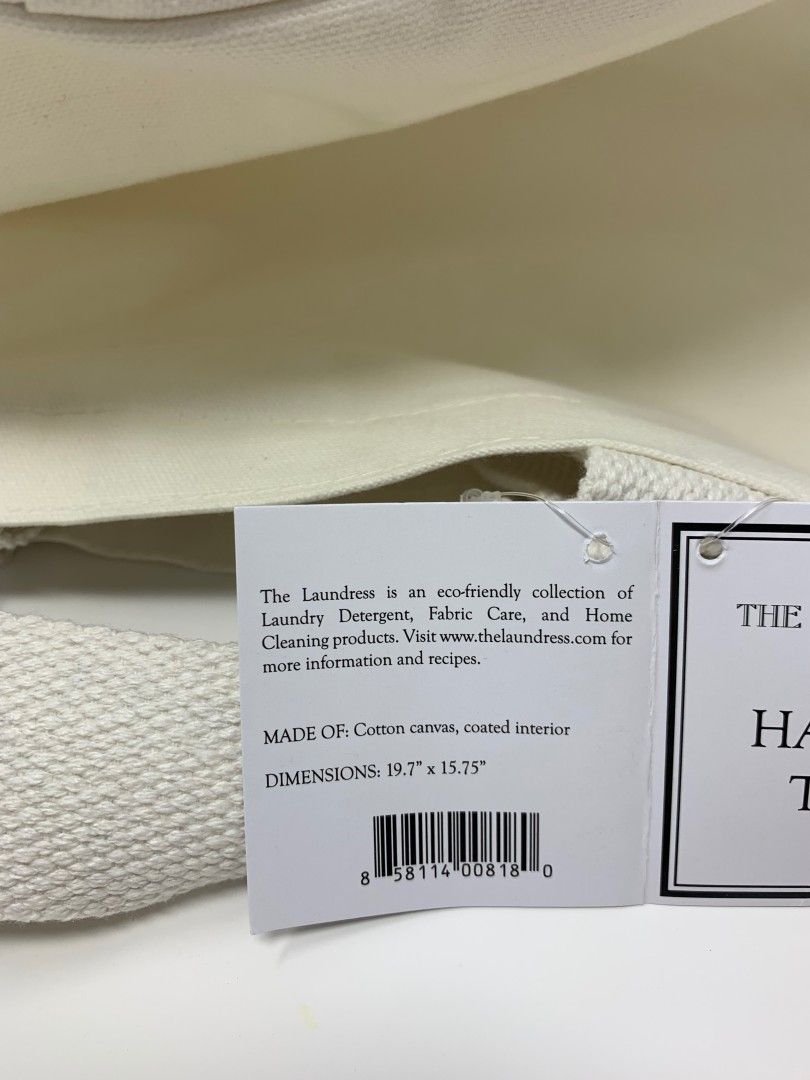 The Laundress is an eco-friendly collection of
Laundry Detergent, Fabric Care, and Home
Cleaning products. Visit www.thelaundress.com for
more information and recipes.
MADE OF: Cotton canvas, coated interior
DIMENSIONS: 19.7” x 15.75”
8 58114 00818 0
THE
HA
T